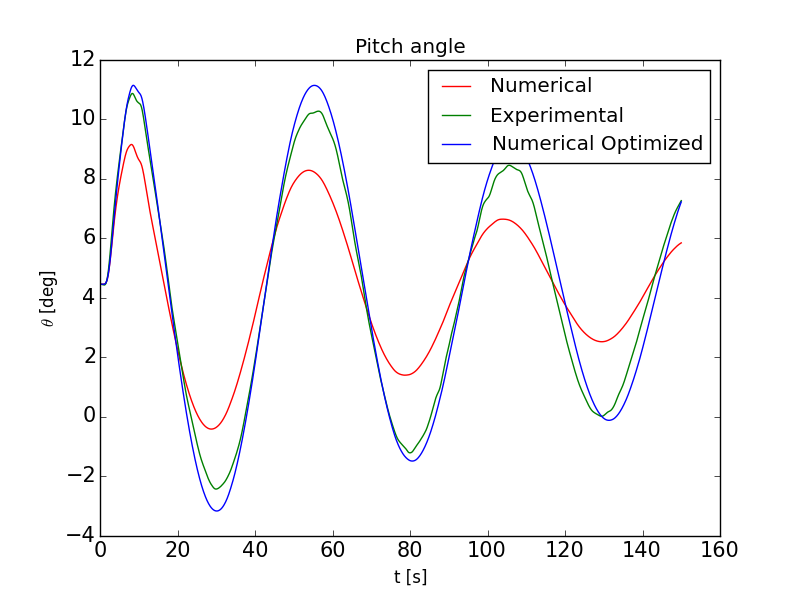 Pitch angle
12
10
8
6
4
2
0
−2
−4
θ [deg]
Numerical
Experimental
Numerical Optimized
0 20 40 60 80 100 120 140 160
t [s]